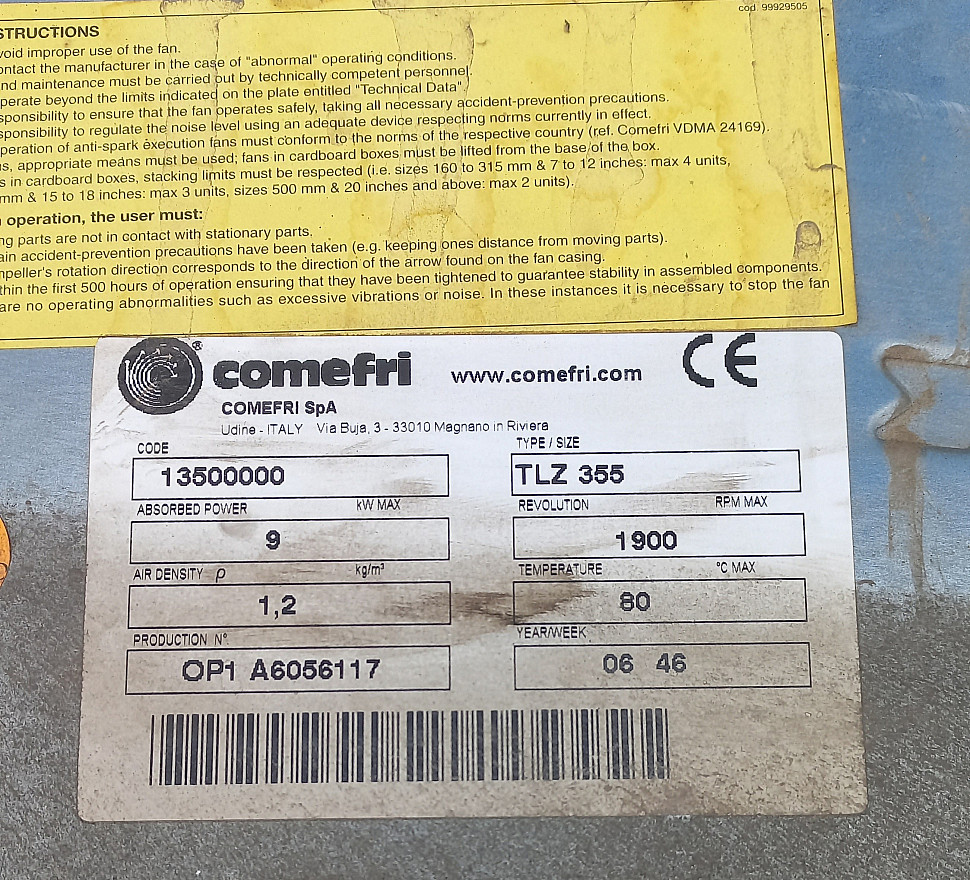 cod. 99929505
STRUCTIONS
void improper use of the fan.
ontact the manufacturer in the case of "abnormal" operating conditions.
nd maintenance must be carried out by technically competent personnel.
perate beyond the limits indicated on the plate entitled "Technical Data".
sponsibility to ensure that the fan operates safely, taking all necessary accident-prevention precautions.
sponsibility to regulate the noise level using an adequate device respecting norms currently in effect.
peration of anti-spark execution fans must conform to the norms of the respective country (ref. Comefri VDMA 24169).
s, appropriate means must be used; fans in cardboard boxes must be lifted from the base of the box.
s in cardboard boxes, stacking limits must be respected (i.e. sizes 160 to 315 mm & 7 to 12 inches: max 4 units,
mm & 15 to 18 inches: max 3 units, sizes 500 mm & 20 inches and above: max 2 units).
operation, the user must:
ng parts are not in contact with stationary parts.
ain accident-prevention precautions have been taken (e.g. keeping ones distance from moving parts).
mpeller's rotation direction corresponds to the direction of the arrow found on the fan casing.
thin the first 500 hours of operation ensuring that they have been tightened to guarantee stability in assembled components.
are no operating abnormalities such as excessive vibrations or noise. In these instances it is necessary to stop the fan
® comefri www.comefri.com CE
COMEFRI SpA
Udine - ITALY Via Buja, 3 - 33010 Magnano in Riviera
CODE TYPE / SIZE
13500000 TLZ 355
ABSORBED POWER kW MAX REVOLUTION RPM MAX
9 1900
AIR DENSITY ρ kg/m³ TEMPERATURE °C MAX
1,2 80
PRODUCTION N° YEAR/WEEK
OP1 A6056117 06 46